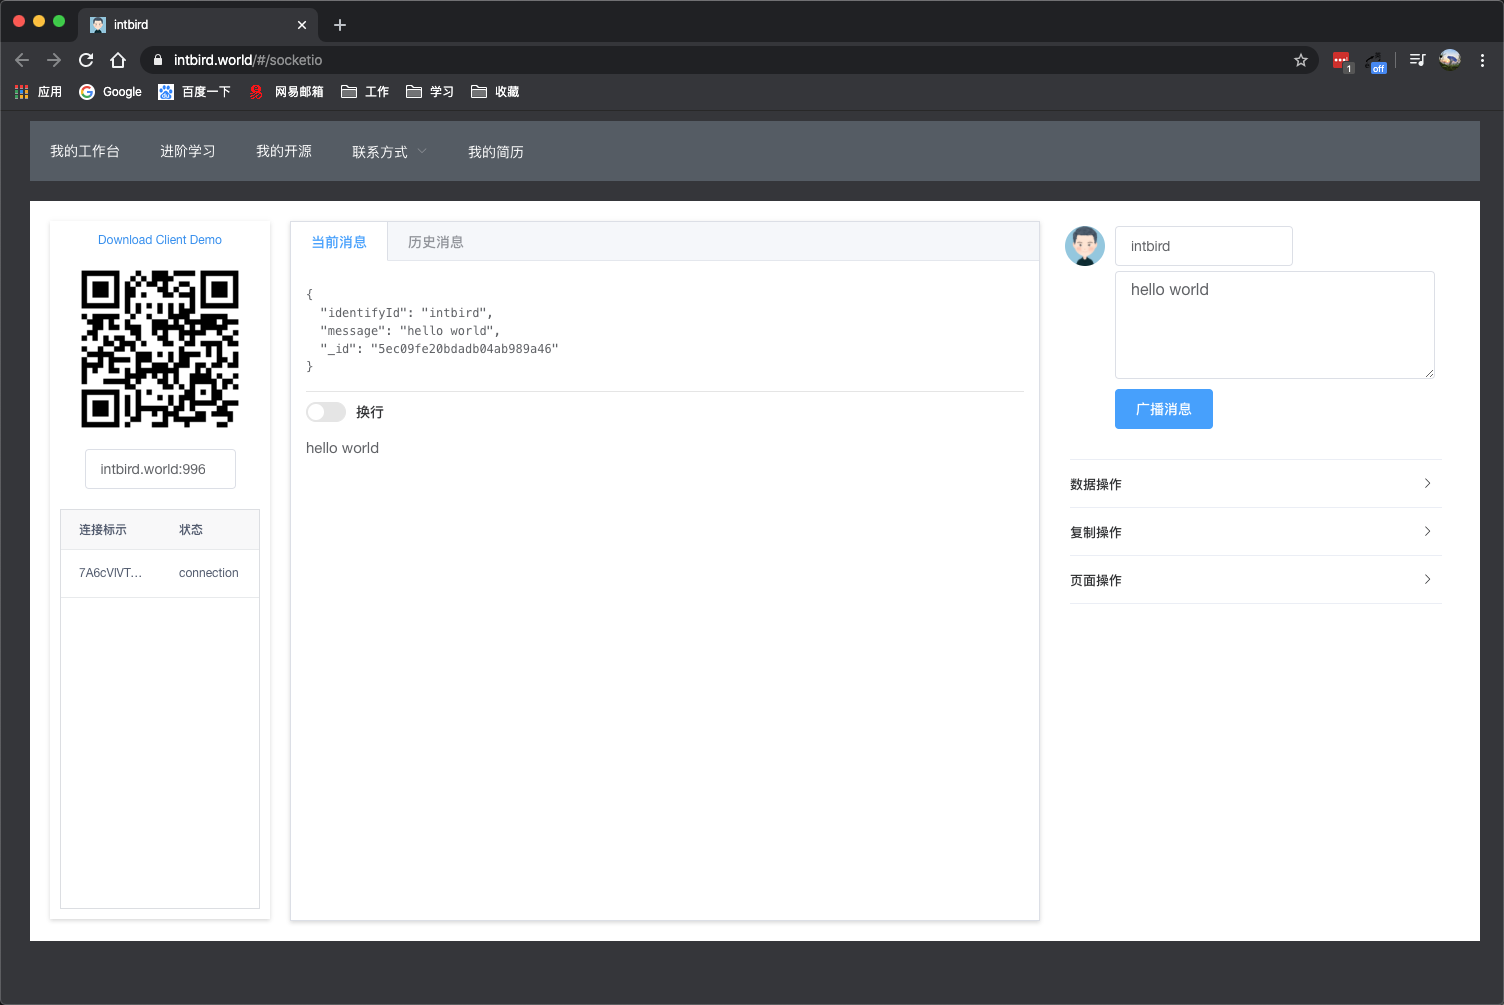 intbird
intbird.world/#/socketio
1
off
应用
Google
百度一下
网易邮箱
工作
学习
收藏
我的工作台
进阶学习
我的开源
联系方式
我的简历
Download Client Demo
intbird.world:996
连接标示 状态
7A6cVlVT... connection
当前消息 历史消息
{
"identifyId": "intbird",
"message": "hello world",
"_id": "5ec09fe20bdadb04ab989a46"
}
换行
hello world
intbird
hello world
广播消息
数据操作
复制操作
页面操作